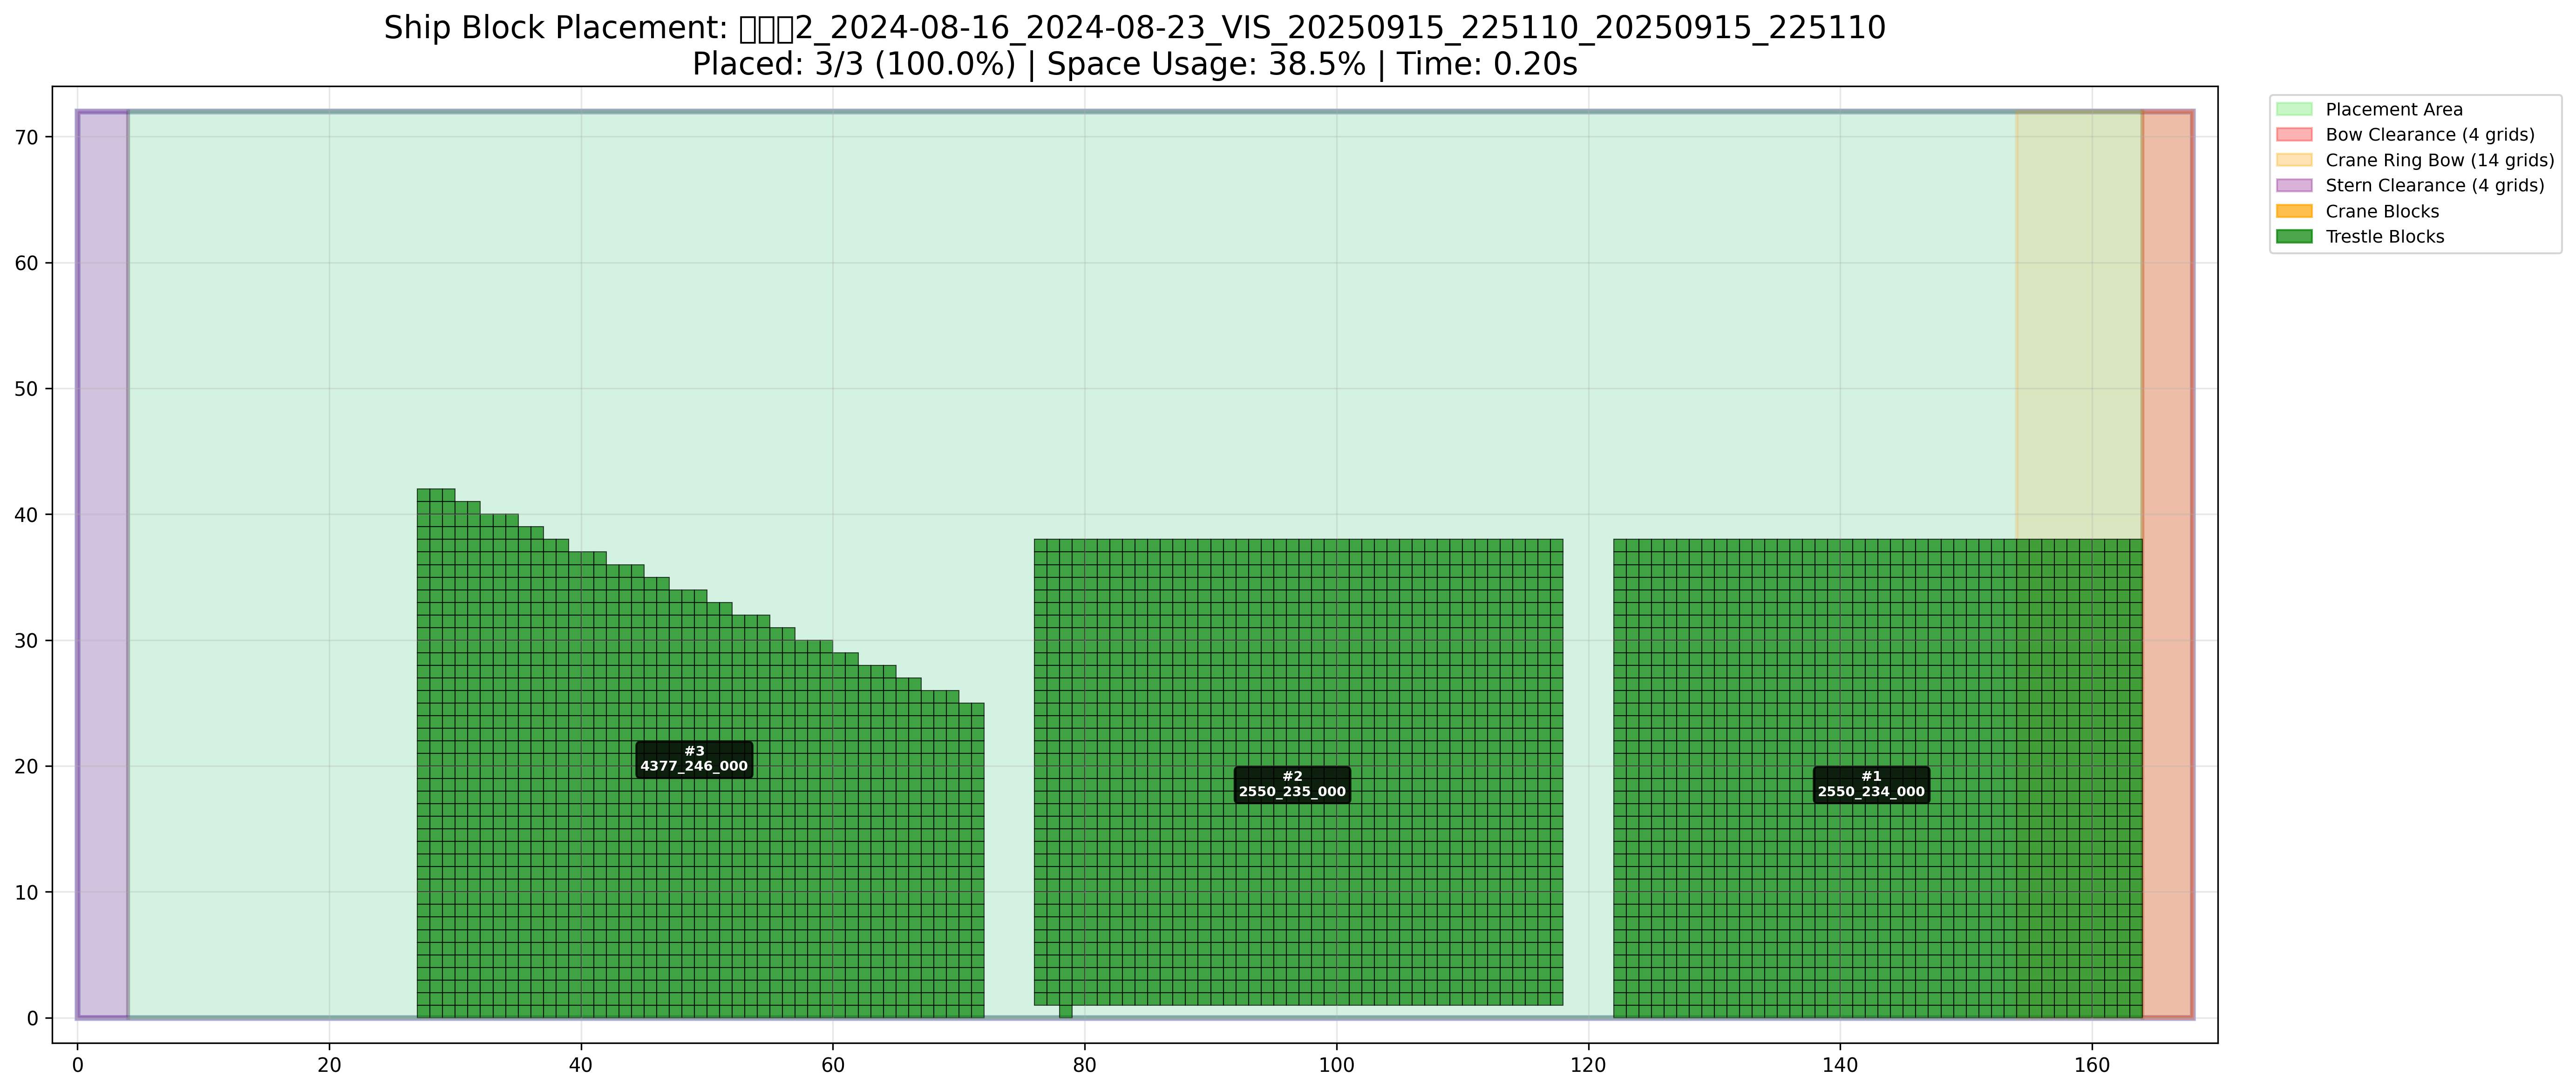 Ship Block Placement: 2_2024-08-16_2024-08-23_VIS_20250915_225110_20250915_225110
Placed: 3/3 (100.0%) | Space Usage: 38.5% | Time: 0.20s
Placement Area
Bow Clearance (4 grids)
Crane Ring Bow (14 grids)
Stern Clearance (4 grids)
Crane Blocks
Trestle Blocks
70
60
50
40
30
20
10
0
#3
4377_246_000
#2
2550_235_000
#1
2550_234_000
0
20
40
60
80
100
120
140
160